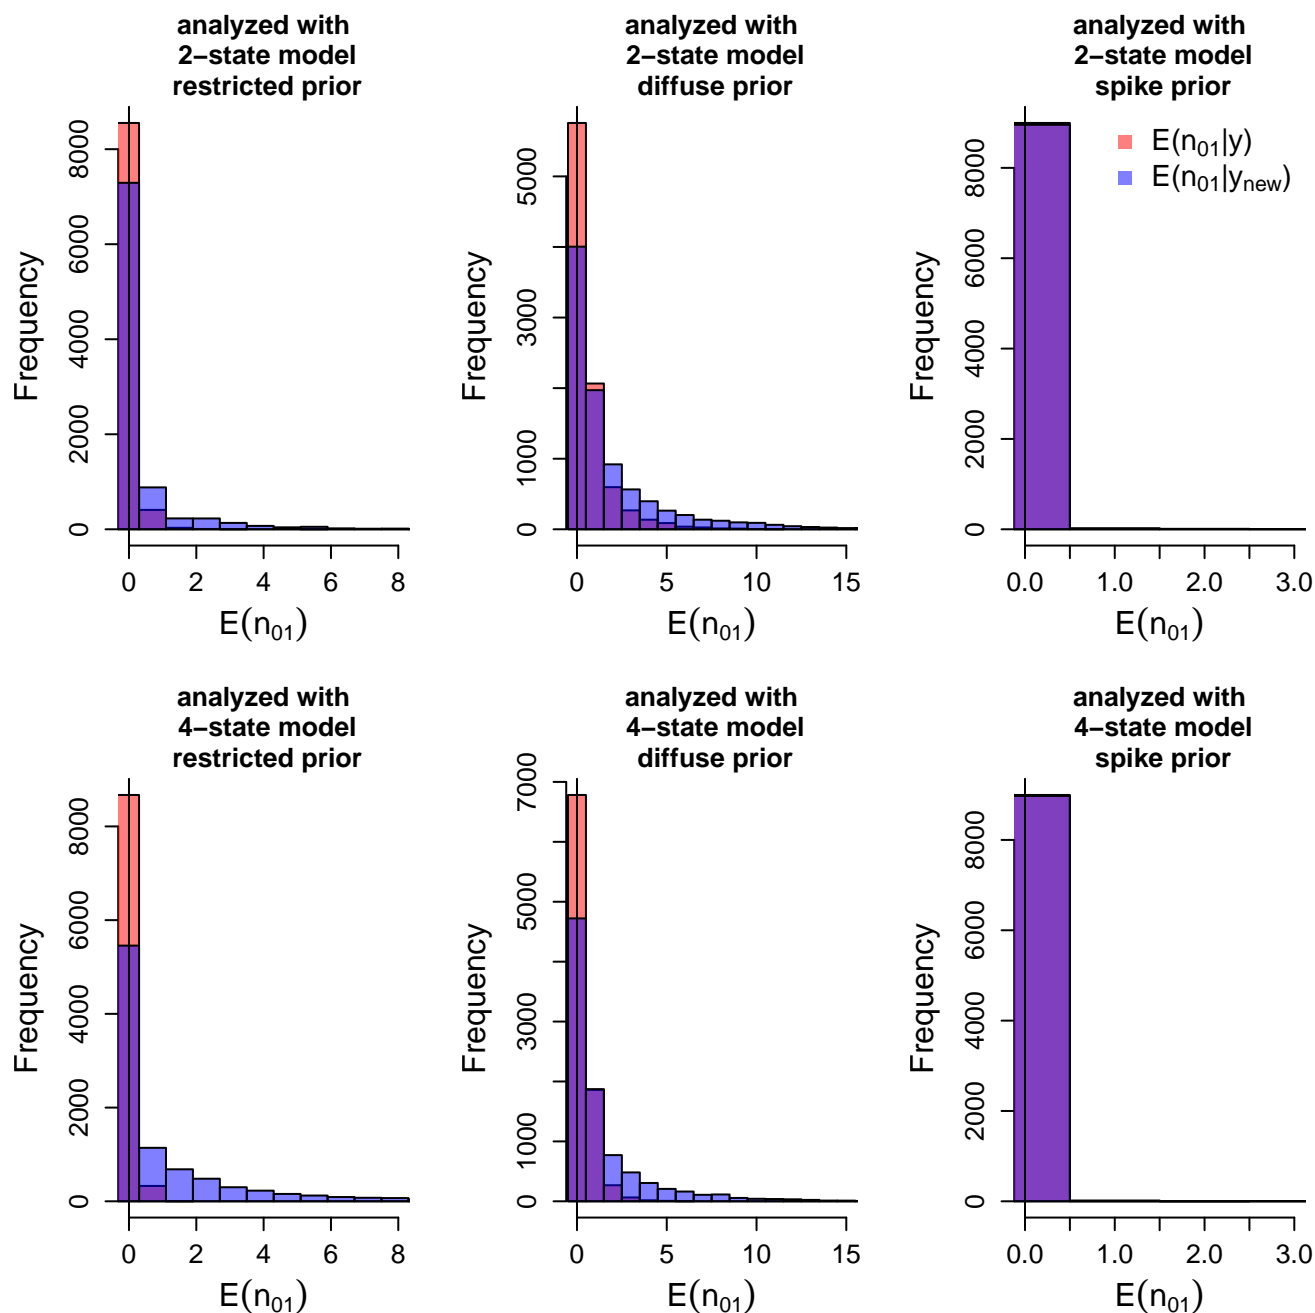 analyzed with
2−state model
restricted prior
8000
6000
4000
2000
0
Frequency
0 2 4 6 8
E(n01)
analyzed with
2−state model
diffuse prior
5000
3000
1000
0
Frequency
0 5 10 15
E(n01)
analyzed with
2−state model
spike prior
E(n01|y)
E(n01|ynew)
8000
6000
4000
2000
0
Frequency
0.0 1.0 2.0 3.0
E(n01)
analyzed with
4−state model
restricted prior
8000
6000
4000
2000
0
Frequency
0 2 4 6 8
E(n01)
analyzed with
4−state model
diffuse prior
7000
5000
3000
1000
0
Frequency
0 5 10 15
E(n01)
analyzed with
4−state model
spike prior
8000
6000
4000
2000
0
Frequency
0.0 1.0 2.0 3.0
E(n01)